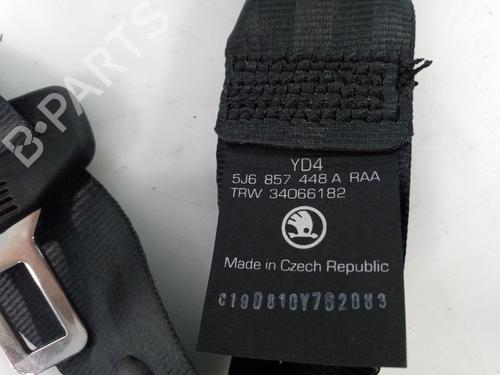 B-PARTS
YD4
5J6 857 448 A RAA
TRW 34066182
Made in Czech Republic
C19D810Y762083